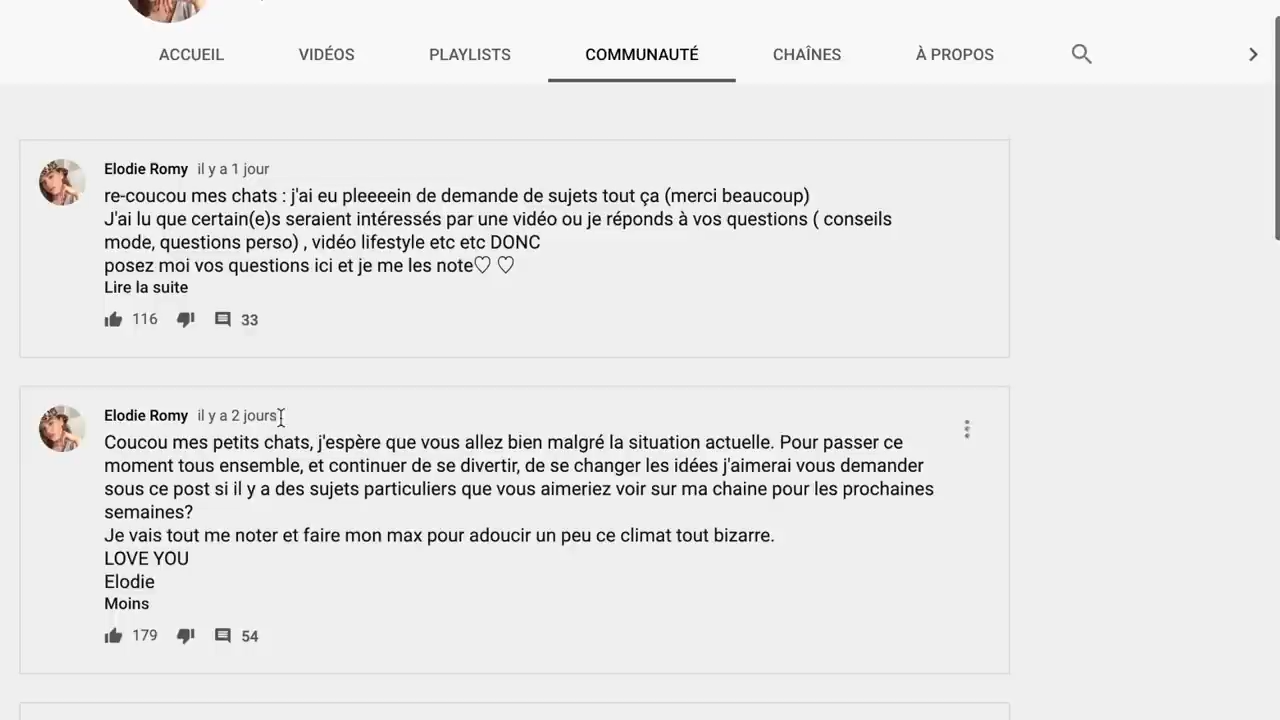 ACCUEIL VIDÉOS PLAYLISTS COMMUNAUTÉ CHAÎNES À PROPOS
Elodie Romy il y a 1 jour
re-coucou mes chats : j'ai eu pleeeein de demande de sujets tout ça (merci beaucoup)
J'ai lu que certain(e)s seraient intéressés par une vidéo ou je réponds à vos questions ( conseils
mode, questions perso) , vidéo lifestyle etc etc DONC
posez moi vos questions ici et je me les note♡ ♡
Lire la suite
116 33
Elodie Romy il y a 2 jours
Coucou mes petits chats, j'espère que vous allez bien malgré la situation actuelle. Pour passer ce
moment tous ensemble, et continuer de se divertir, de se changer les idées j'aimerai vous demander
sous ce post si il y a des sujets particuliers que vous aimeriez voir sur ma chaine pour les prochaines
semaines?
Je vais tout me noter et faire mon max pour adoucir un peu ce climat tout bizarre.
LOVE YOU
Elodie
Moins
179 54